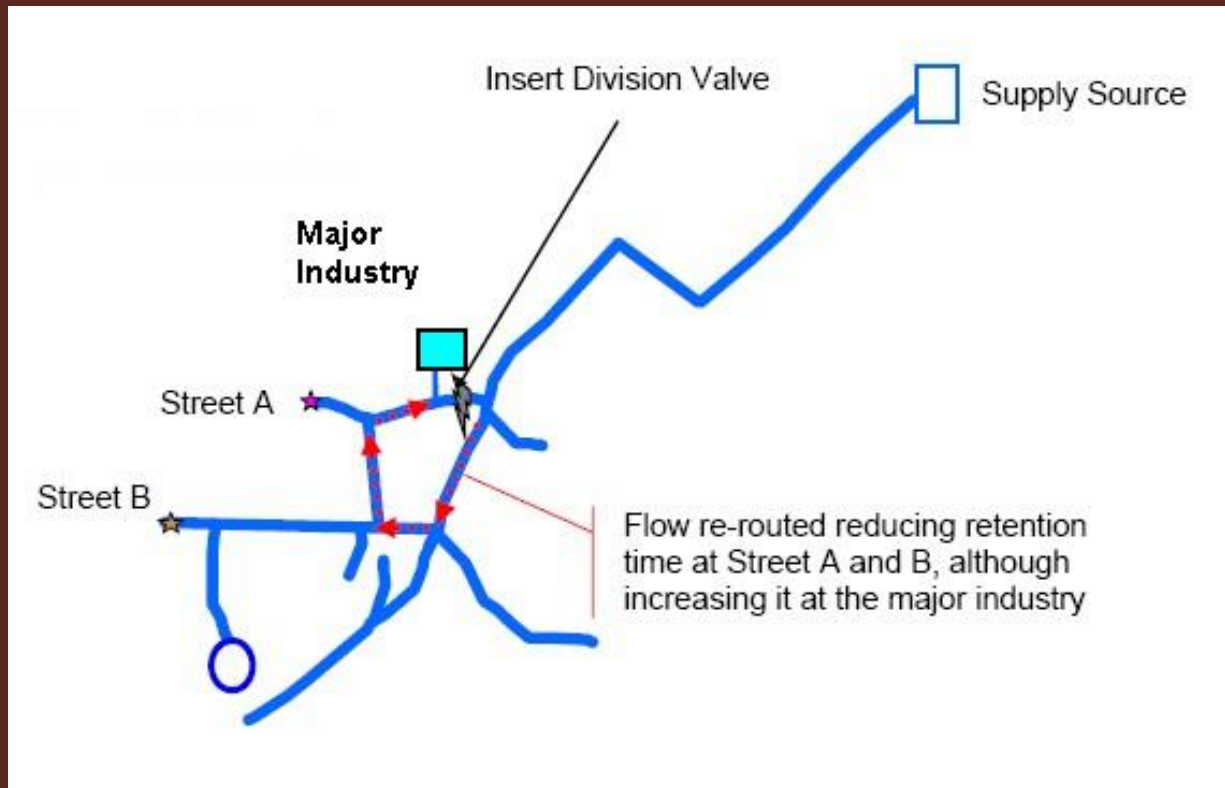 Insert Division Valve
Supply Source
Major
Industry
Street A
Street B
Flow re-routed reducing retention
time at Street A and B, although
increasing it at the major industry